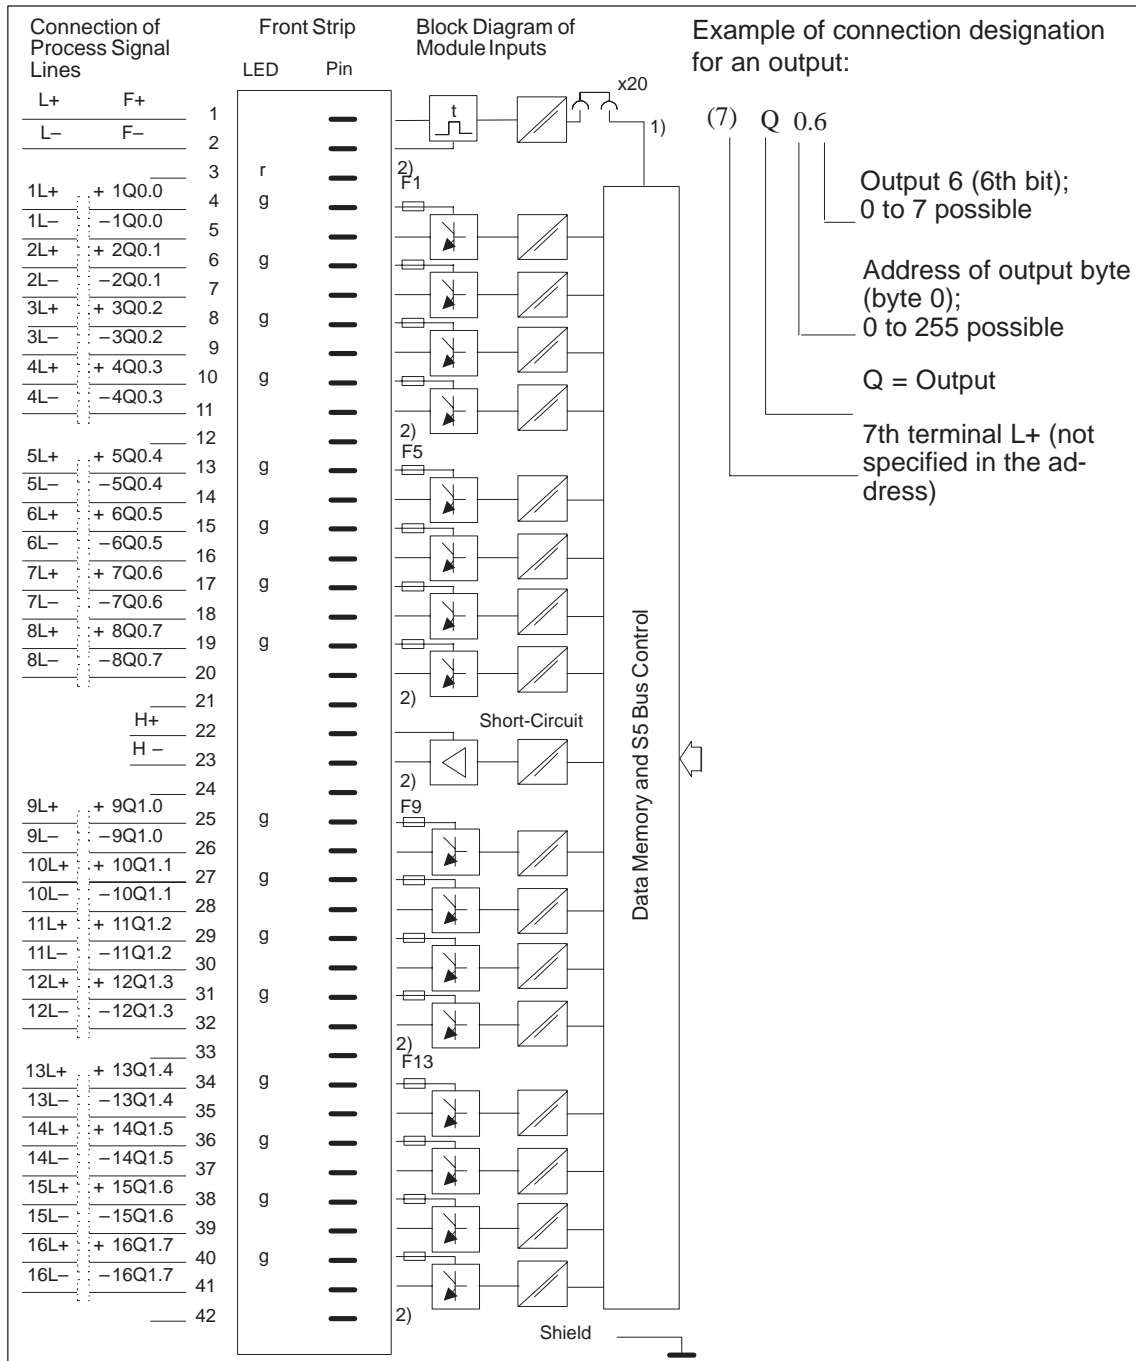 Connection of Process Signal Lines
Front Strip
LED Pin
Block Diagram of Module Inputs
Example of connection designation for an output:
L+ F+ 1
L– F– 2
3 r
1L+ + 1Q0.0 4 g
1L– –1Q0.0 5
2L+ + 2Q0.1 6 g
2L– –2Q0.1 7
3L+ + 3Q0.2 8 g
3L– –3Q0.2 9
4L+ + 4Q0.3 10 g
4L– –4Q0.3 11
12
5L+ + 5Q0.4 13 g
5L– –5Q0.4 14
6L+ + 6Q0.5 15 g
6L– –6Q0.5 16
7L+ + 7Q0.6 17 g
7L– –7Q0.6 18
8L+ + 8Q0.7 19 g
8L– –8Q0.7 20
21
H+ 22
H – 23
24
9L+ + 9Q1.0 25 g
9L– –9Q1.0 26
10L+ + 10Q1.1 27 g
10L– –10Q1.1 28
11L+ + 11Q1.2 29 g
11L– –11Q1.2 30
12L+ + 12Q1.3 31 g
12L– –12Q1.3 32
33
13L+ + 13Q1.4 34 g
13L– –13Q1.4 35
14L+ + 14Q1.5 36 g
14L– –14Q1.5 37
15L+ + 15Q1.6 38 g
15L– –15Q1.6 39
16L+ + 16Q1.7 40 g
16L– –16Q1.7 41
42
t
x20
1)
2)
F1
2)
F5
2)
Short-Circuit
2)
F9
2)
F13
2)
Shield
Data Memory and S5 Bus Control
(7) Q 0.6
Output 6 (6th bit);
0 to 7 possible
Address of output byte
(byte 0);
0 to 255 possible
Q = Output
7th terminal L+ (not
specified in the ad-
dress)